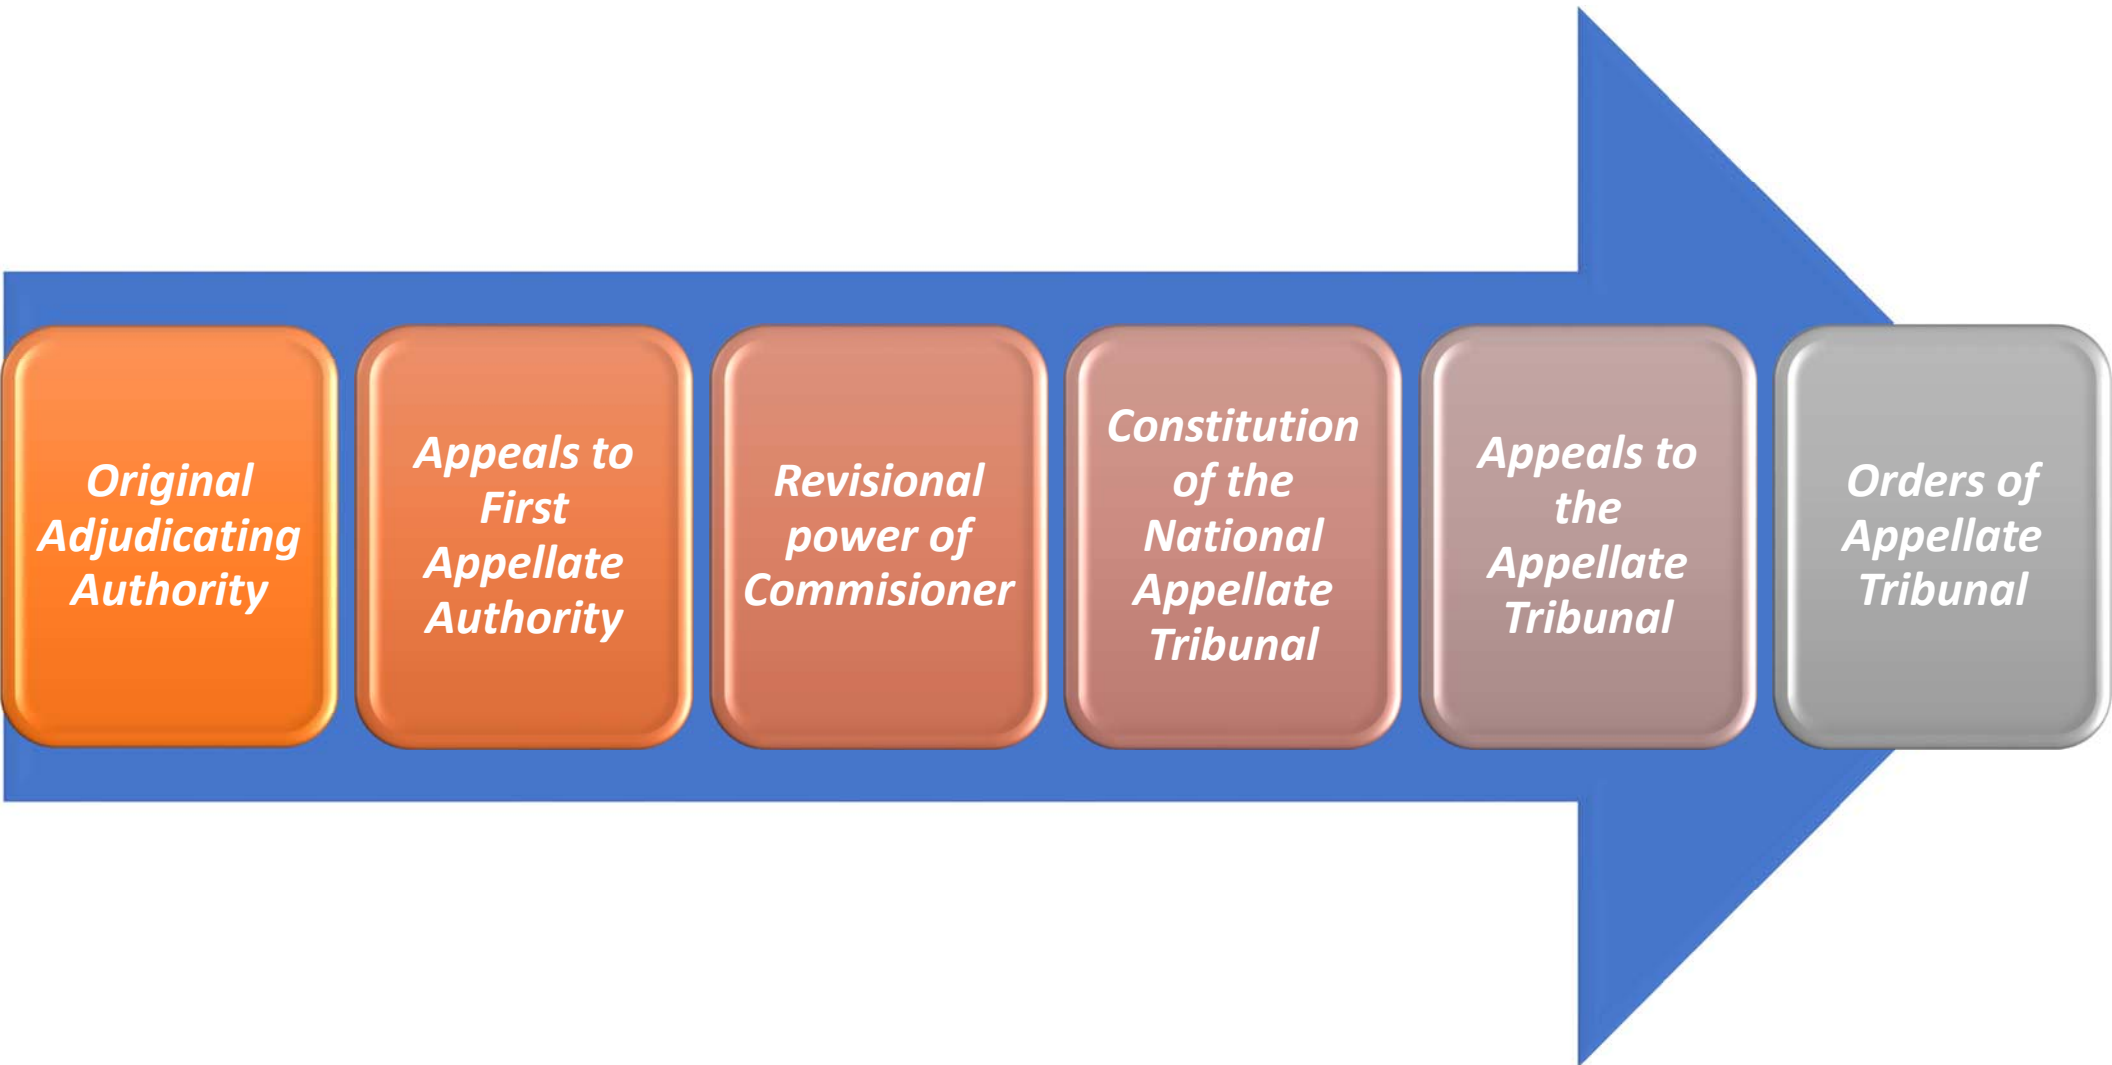 Original
Adjudicating
Authority
Appeals to
First
Appellate
Authority
Revisional
power of
Commisioner
Constitution
of the
National
Appellate
Tribunal
Appeals to
the
Appellate
Tribunal
Orders of
Appellate
Tribunal